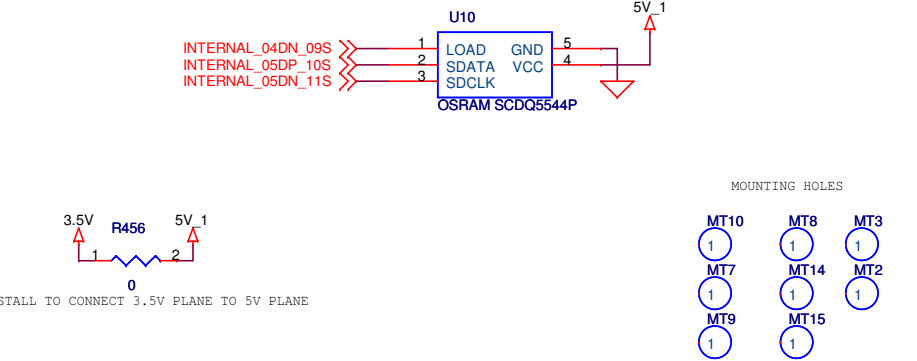 U10
5V_1
INTERNAL_04DN_09S 1 LOAD GND 5
INTERNAL_05DP_10S 2 SDATA VCC 4
INTERNAL_05DN_11S 3 SDCLK
OSRAM SCDQ5544P
MOUNTING HOLES
3.5V R456 5V_1
1 2
0
STALL TO CONNECT 3.5V PLANE TO 5V PLANE
MT10 MT8 MT3
1 1 1
MT7 MT14 MT2
1 1 1
MT9 MT15
1 1